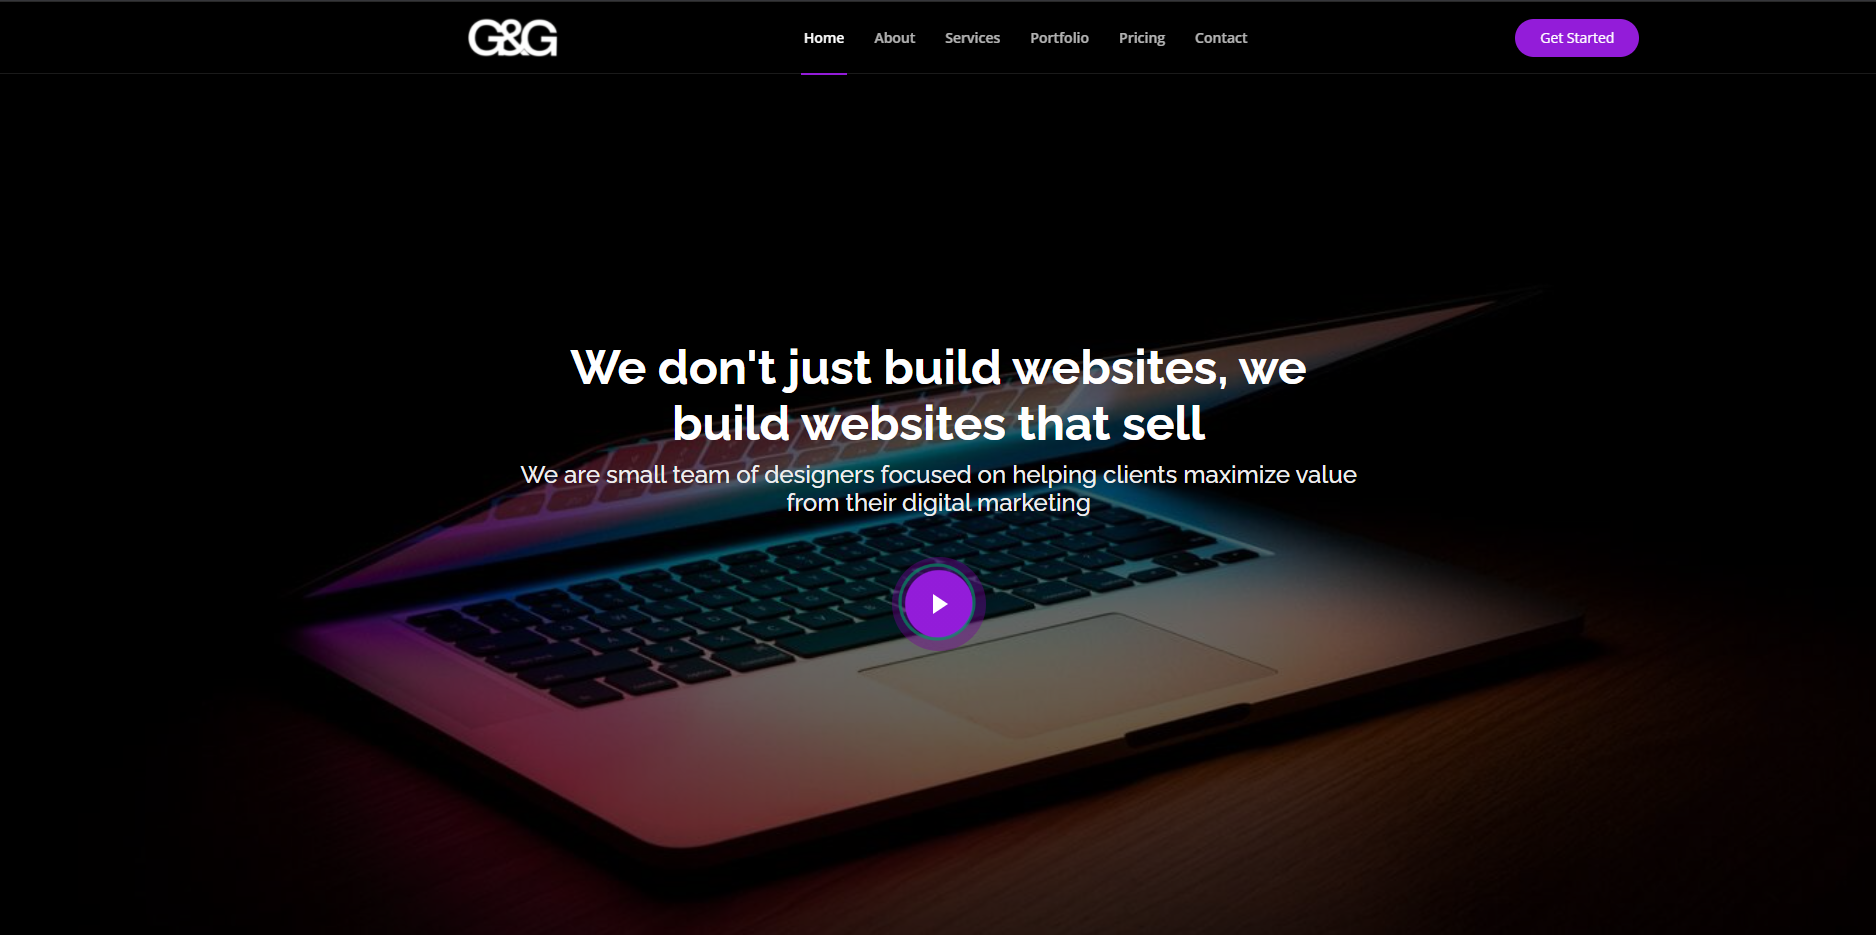 G&G
Home About Services Portfolio Pricing Contact
Get Started
We don't just build websites, we
build websites that sell
We are small team of designers focused on helping clients maximize value
from their digital marketing